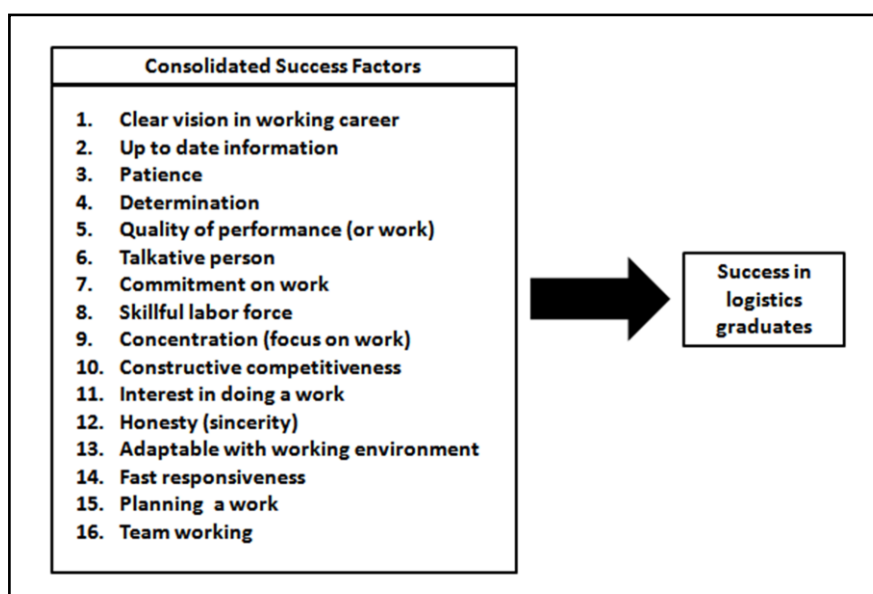 Consolidated Success Factors
1. Clear vision in working career
2. Up to date information
3. Patience
4. Determination
5. Quality of performance (or work)
6. Talkative person
7. Commitment on work
8. Skillful labor force
9. Concentration (focus on work)
10. Constructive competitiveness
11. Interest in doing a work
12. Honesty (sincerity)
13. Adaptable with working environment
14. Fast responsiveness
15. Planning a work
16. Team working
Success in
logistics
graduates